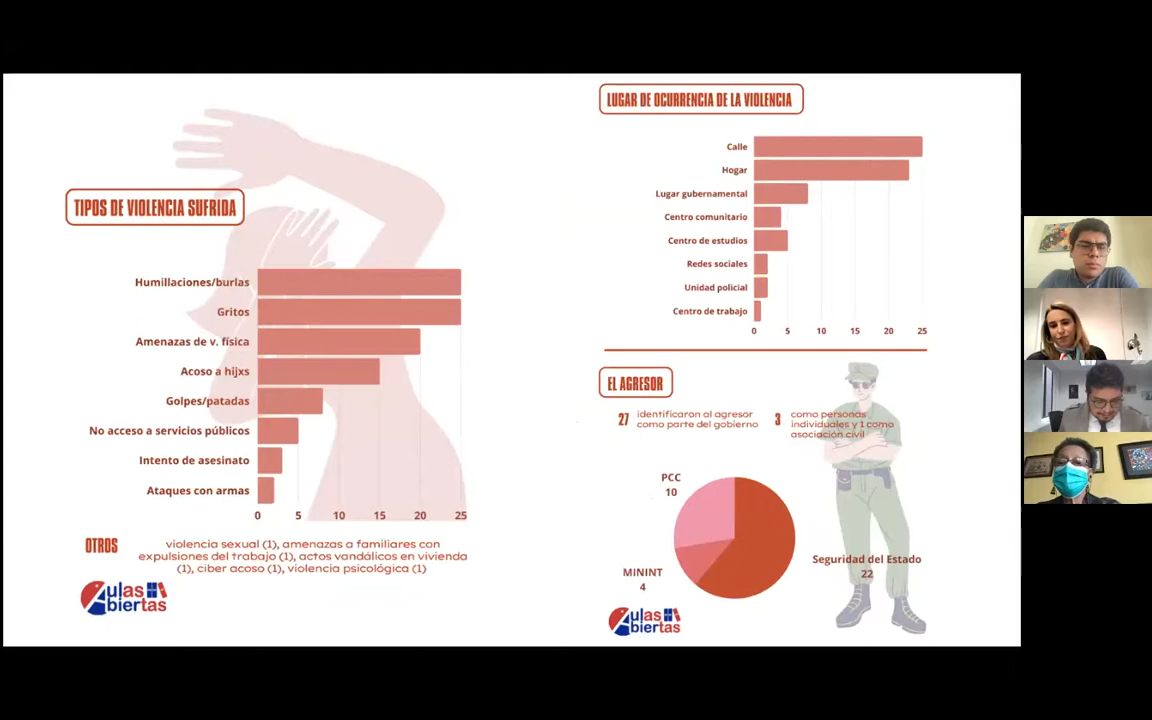 TIPOS DE VIOLENCIA SUFRIDA
Humillaciones/burlas
Gritos
Amenazas de v. física
Acoso a hijxs
Golpes/patadas
No acceso a servicios públicos
Intento de asesinato
Ataques con armas
0 5 10 15 20 25
OTROS
violencia sexual (1), amenazas a familiares con
expulsiones del trabajo (1), actos vandálicos en vivienda
(1), ciber acoso (1), violencia psicológica (1)
Aulas
Abiertas
LUGAR DE OCURRENCIA DE LA VIOLENCIA
Calle
Hogar
Lugar gubernamental
Centro comunitario
Centro de estudios
Redes sociales
Unidad policial
Centro de trabajo
0 5 10 15 20 25
EL AGRESOR
27 identificaron al agresor
como parte del gobierno
3 como personas
individuales y 1 como
asociación civil
PCC
10
MININT
4
Seguridad del Estado
22
Aulas
Abiertas